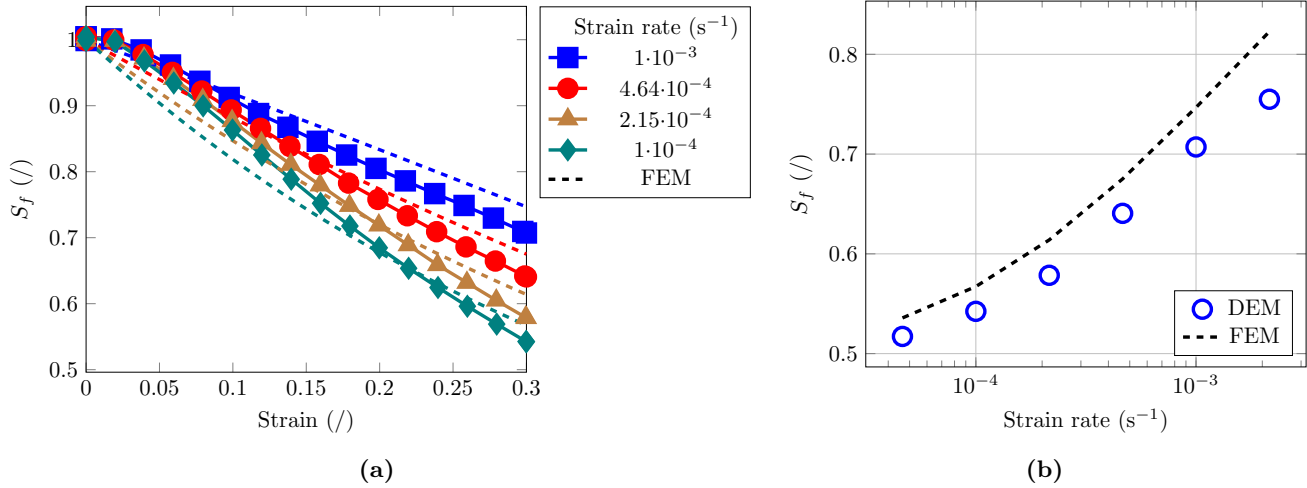 1
0.9
0.8
0.7
0.6
0.5
0
0.05
0.1
0.15
0.2
0.25
0.3
S_f (/)
Strain (/)
Strain rate (s⁻¹)
1·10⁻³
4.64·10⁻⁴
2.15·10⁻⁴
1·10⁻⁴
FEM
(a)
0.8
0.7
0.6
0.5
10⁻⁴
10⁻³
S_f (/)
Strain rate (s⁻¹)
DEM
FEM
(b)